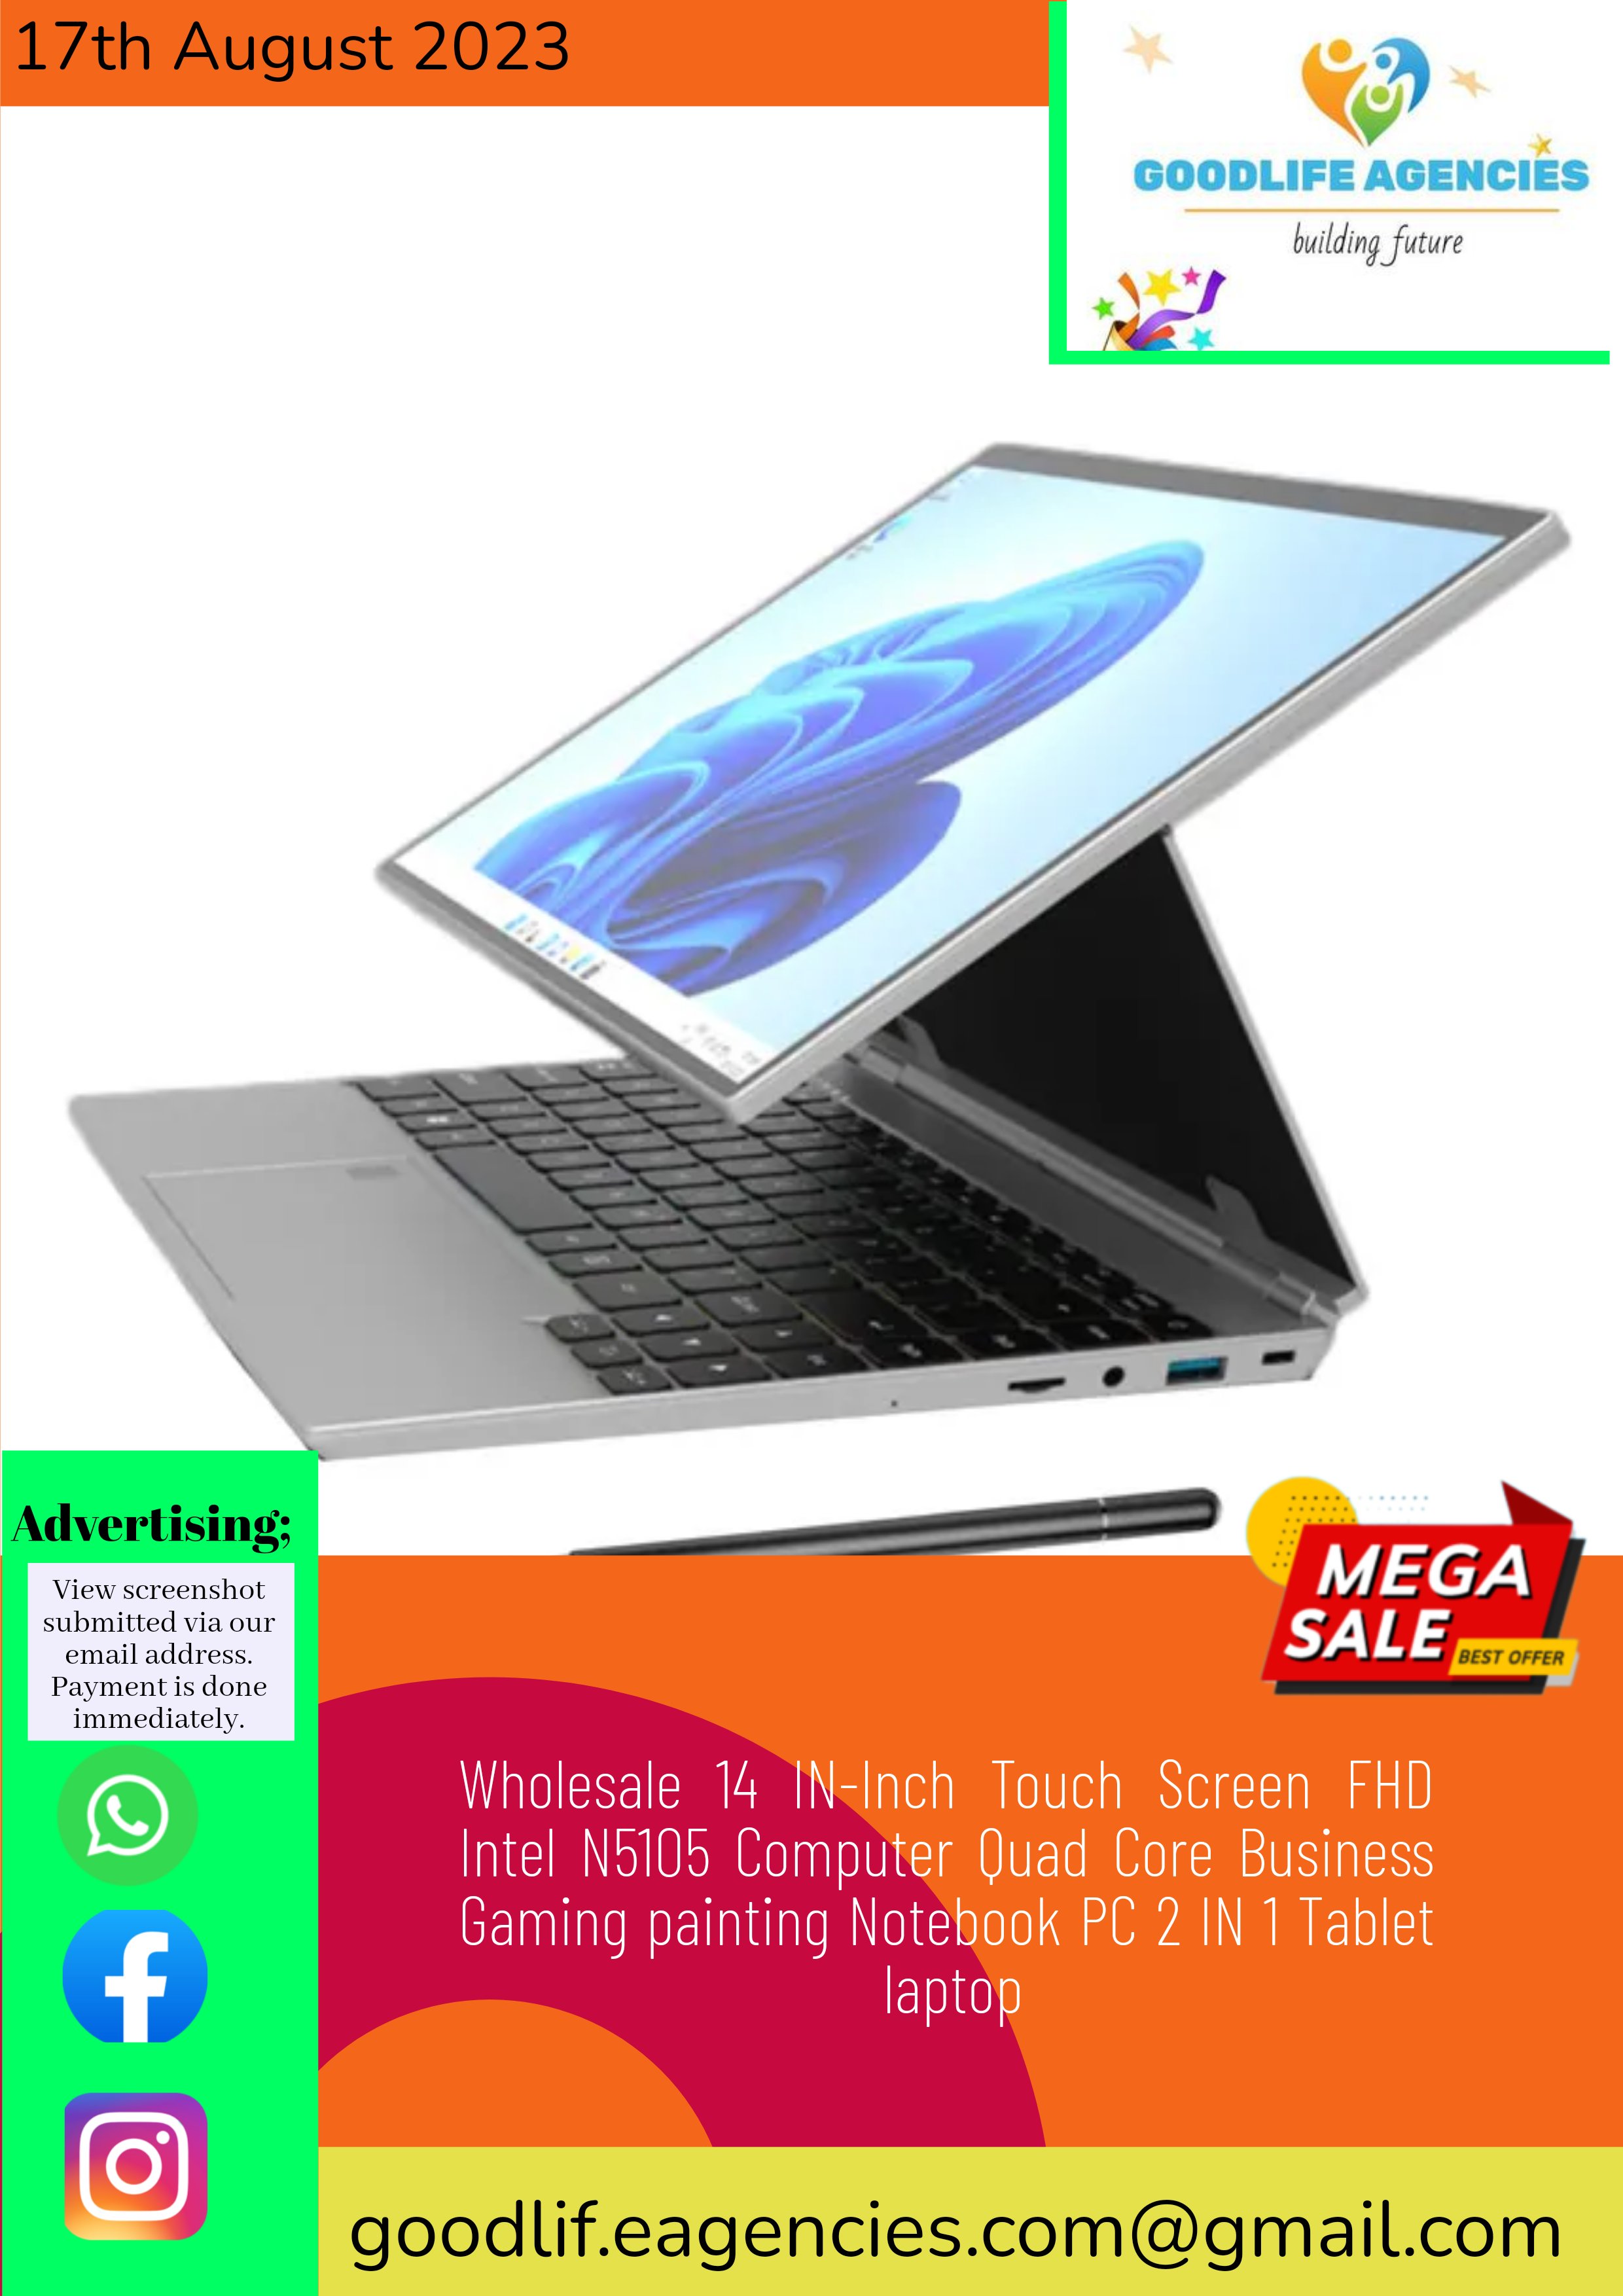 17th August 2023
GOODLIFE AGENCIES
building future
Advertising;
View screenshot
submitted via our
email address.
Payment is done
immediately.
MEGA
SALE
BEST OFFER
Wholesale 14 IN-Inch Touch Screen FHD
Intel N5105 Computer Quad Core Business
Gaming painting Notebook PC 2 IN 1 Tablet
laptop
goodlif.eagencies.com@gmail.com